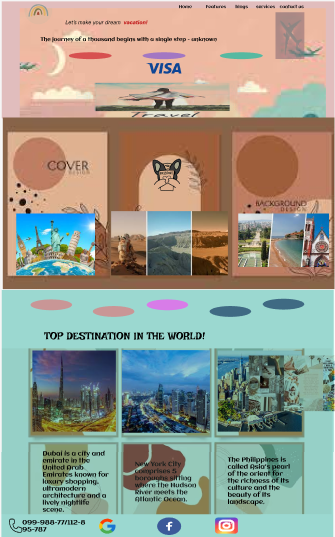 Home Features blogs services contact us
Let's make your dream vacation!
The journey of a thousand begins with a single step - unknown
VISA
Travel
COVER
DESIGN
BACKGROUND
DESIGN
TOP DESTINATION IN THE WORLD!
Dubai is a city and
emirate in the
United Arab
Emirates known for
luxury shopping,
ultramodern
architecture and a
lively nightlife
scene.
New York City
comprises 5
boroughs sitting
where the Hudson
River meets the
Atlantic Ocean.
The Philippines is
called Asia's pearl
of the orient for
the richness of its
culture and the
beauty of its
landscape.
099-988-77/112-8
95-787